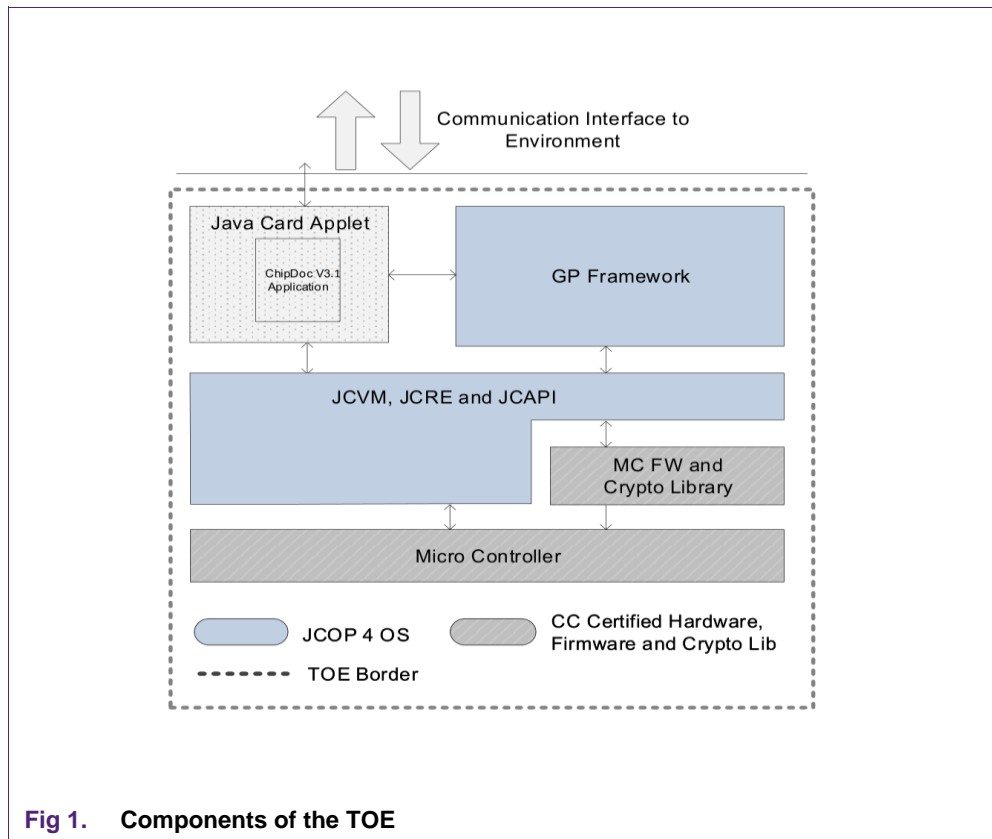 Communication Interface to
Environment
Java Card Applet
ChipDoc V3.1
Application
GP Framework
JCVM, JCRE and JCAPI
MC FW and
Crypto Library
Micro Controller
JCOP 4 OS
CC Certified Hardware,
Firmware and Crypto Lib
TOE Border
Fig 1. Components of the TOE